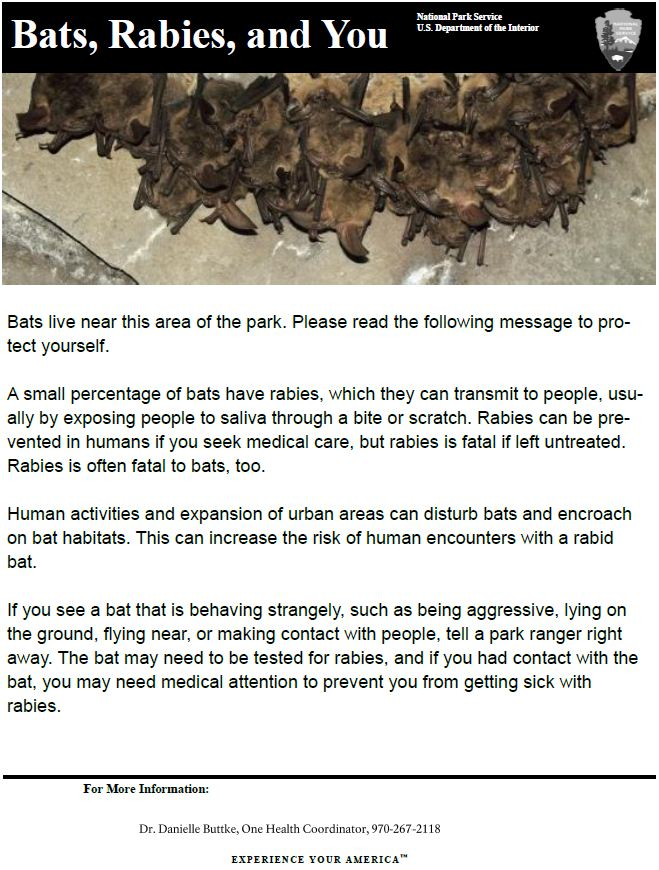 Bats, Rabies, and You
National Park Service
U.S. Department of the Interior
NATIONAL
PARK
SERVICE
Bats live near this area of the park. Please read the following message to pro-
tect yourself.
A small percentage of bats have rabies, which they can transmit to people, usu-
ally by exposing people to saliva through a bite or scratch. Rabies can be pre-
vented in humans if you seek medical care, but rabies is fatal if left untreated.
Rabies is often fatal to bats, too.
Human activities and expansion of urban areas can disturb bats and encroach
on bat habitats. This can increase the risk of human encounters with a rabid
bat.
If you see a bat that is behaving strangely, such as being aggressive, lying on
the ground, flying near, or making contact with people, tell a park ranger right
away. The bat may need to be tested for rabies, and if you had contact with the
bat, you may need medical attention to prevent you from getting sick with
rabies.
For More Information:
Dr. Danielle Buttke, One Health Coordinator, 970-267-2118
EXPERIENCE YOUR AMERICA™